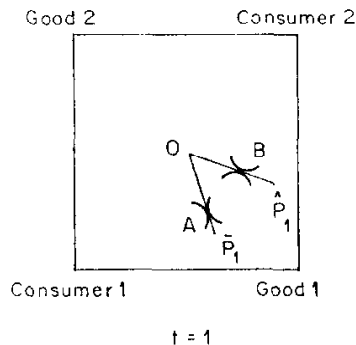 Good 2 Consumer 2
O B
A P̂₁
P̄₁
Consumer 1 Good 1
t = 1